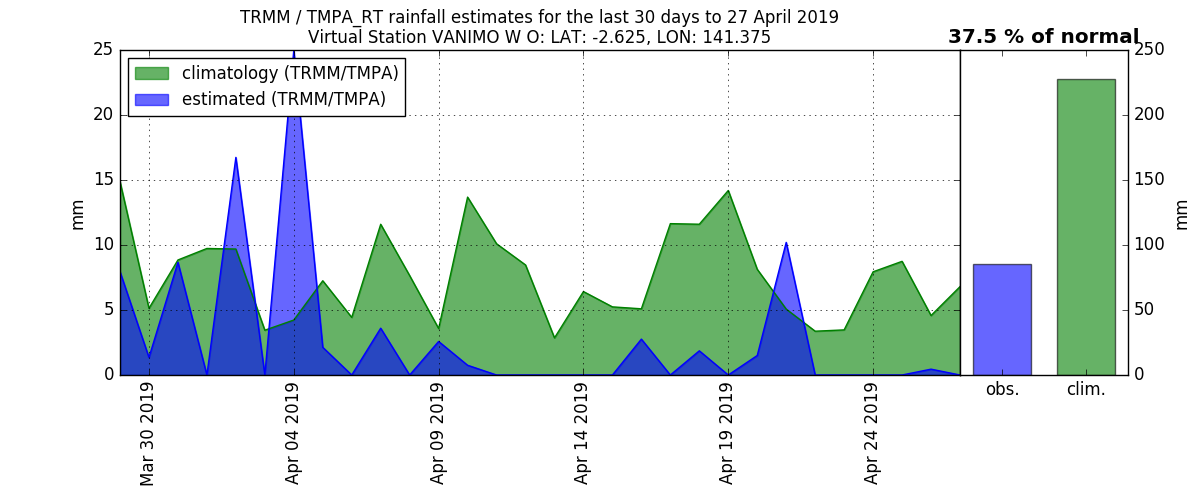 TRMM / TMPA_RT rainfall estimates for the last 30 days to 27 April 2019
Virtual Station VANIMO W O: LAT: -2.625, LON: 141.375
37.5 % of normal
climatology (TRMM/TMPA)
estimated (TRMM/TMPA)
25
20
15
10
5
0
mm
Mar 30 2019
Apr 04 2019
Apr 09 2019
Apr 14 2019
Apr 19 2019
Apr 24 2019
obs.
clim.
250
200
150
100
50
0
mm